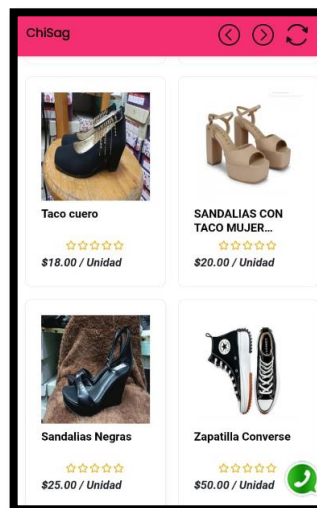 ChiSag
Taco cuero
$18.00 / Unidad
SANDALIAS CON
TACO MUJER...
$20.00 / Unidad
Sandalias Negras
$25.00 / Unidad
Zapatilla Converse
$50.00 / Unidad